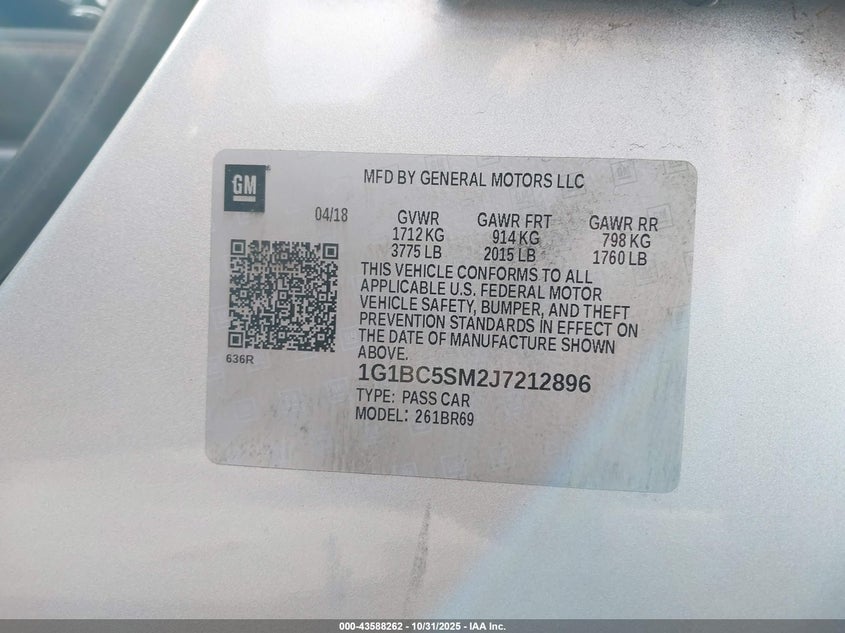 GM
MFD BY GENERAL MOTORS LLC
04/18
GVWR GAWR FRT GAWR RR
1712 KG 914 KG 798 KG
3775 LB 2015 LB 1760 LB
THIS VEHICLE CONFORMS TO ALL
APPLICABLE U.S. FEDERAL MOTOR
VEHICLE SAFETY, BUMPER, AND THEFT
PREVENTION STANDARDS IN EFFECT ON
THE DATE OF MANUFACTURE SHOWN
ABOVE.
636R
1G1BC5SM2J7212896
TYPE: PASS CAR
MODEL: 261BR69
000-43588262 - 10/31/2025 - IAA Inc.